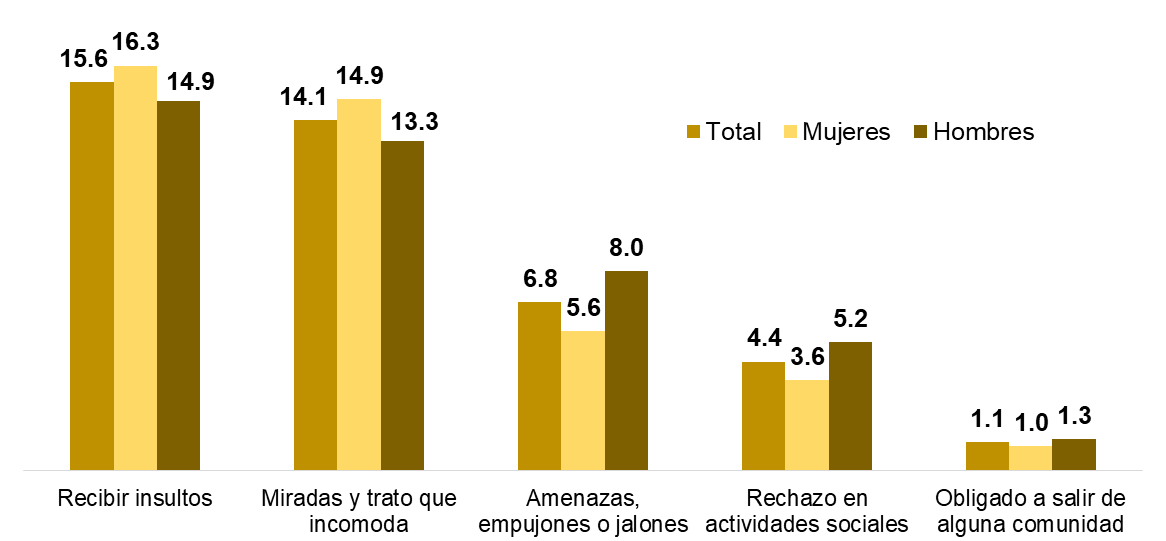 15.6 16.3 14.9
14.1 14.9 13.3
6.8 5.6 8.0
4.4 3.6 5.2
1.1 1.0 1.3
Total Mujeres Hombres
Recibir insultos
Miradas y trato que
incomoda
Amenazas,
empujones o jalones
Rechazo en
actividades sociales
Obligado a salir de
alguna comunidad